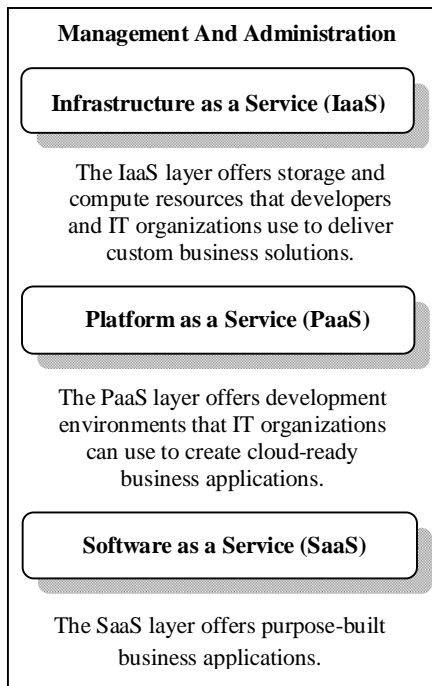 Management And Administration
Infrastructure as a Service (IaaS)
The IaaS layer offers storage and
compute resources that developers
and IT organizations use to deliver
custom business solutions.
Platform as a Service (PaaS)
The PaaS layer offers development
environments that IT organizations
can use to create cloud-ready
business applications.
Software as a Service (SaaS)
The SaaS layer offers purpose-built
business applications.